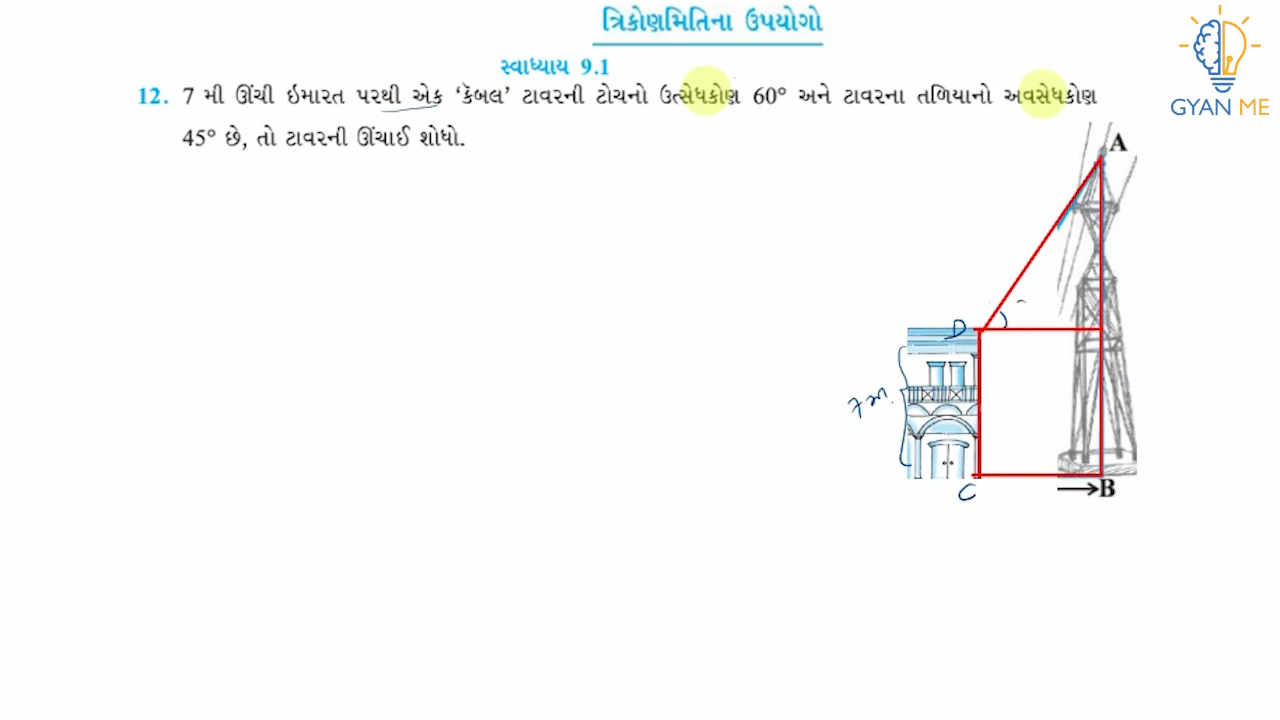 ત્રિકોણમિતિના ઉપયોગો
સ્વાધ્યાય 9.1
12. 7 મી ઊંચી ઇમારત પરથી એક ‘કૅબલ’ ટાવરની ટોચનો ઉત્સેધકોણ 60° અને ટાવરના તળિયાનો અવસેધકોણ
45° છે, તો ટાવરની ઊંચાઈ શોધો.
GYAN ME
A
D
7 મી.
C
B